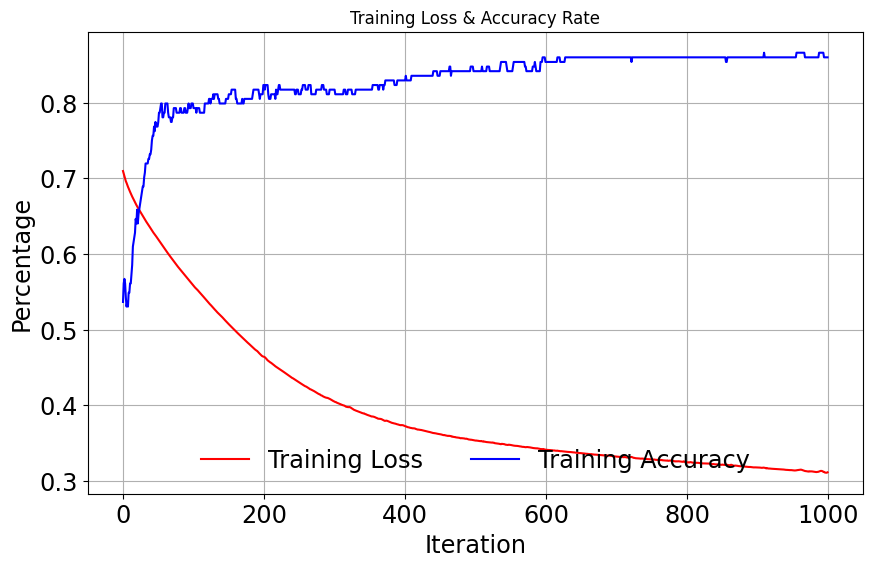 Training Loss & Accuracy Rate
Percentage
0.8
0.7
0.6
0.5
0.4
0.3
Training Loss
Training Accuracy
0 200 400 600 800 1000
Iteration